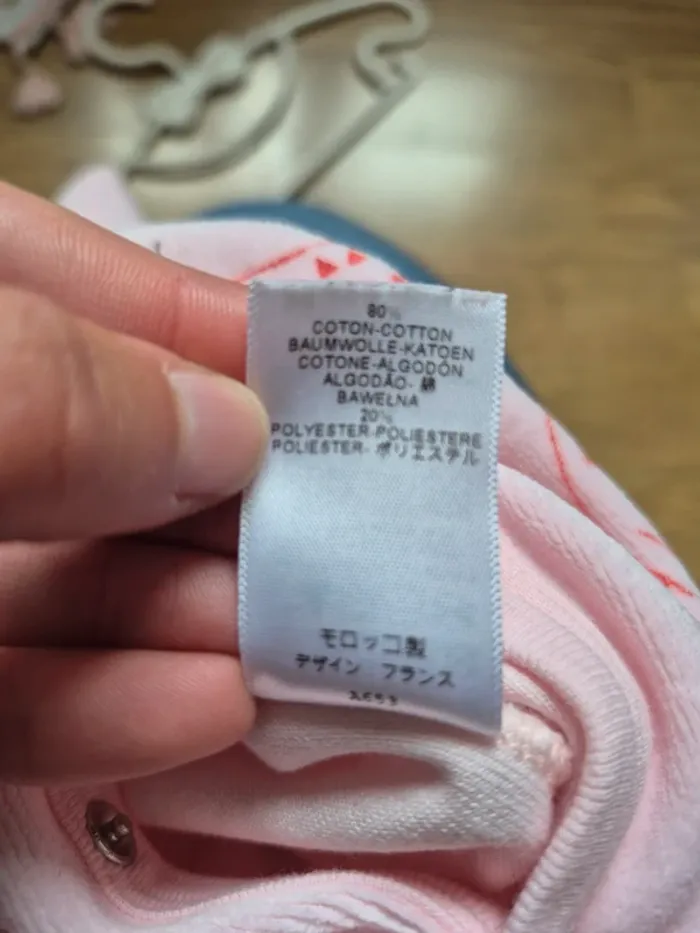 80%
COTON-COTTON
BAUMWOLLE-KATOEN
COTONE-ALGODÓN
ALGODÃO- 綿
BAWEŁNA
20%
POLYESTER-POLIESTERE
POLIESTER- ポリエステル
モロッコ製
デザイン フランス